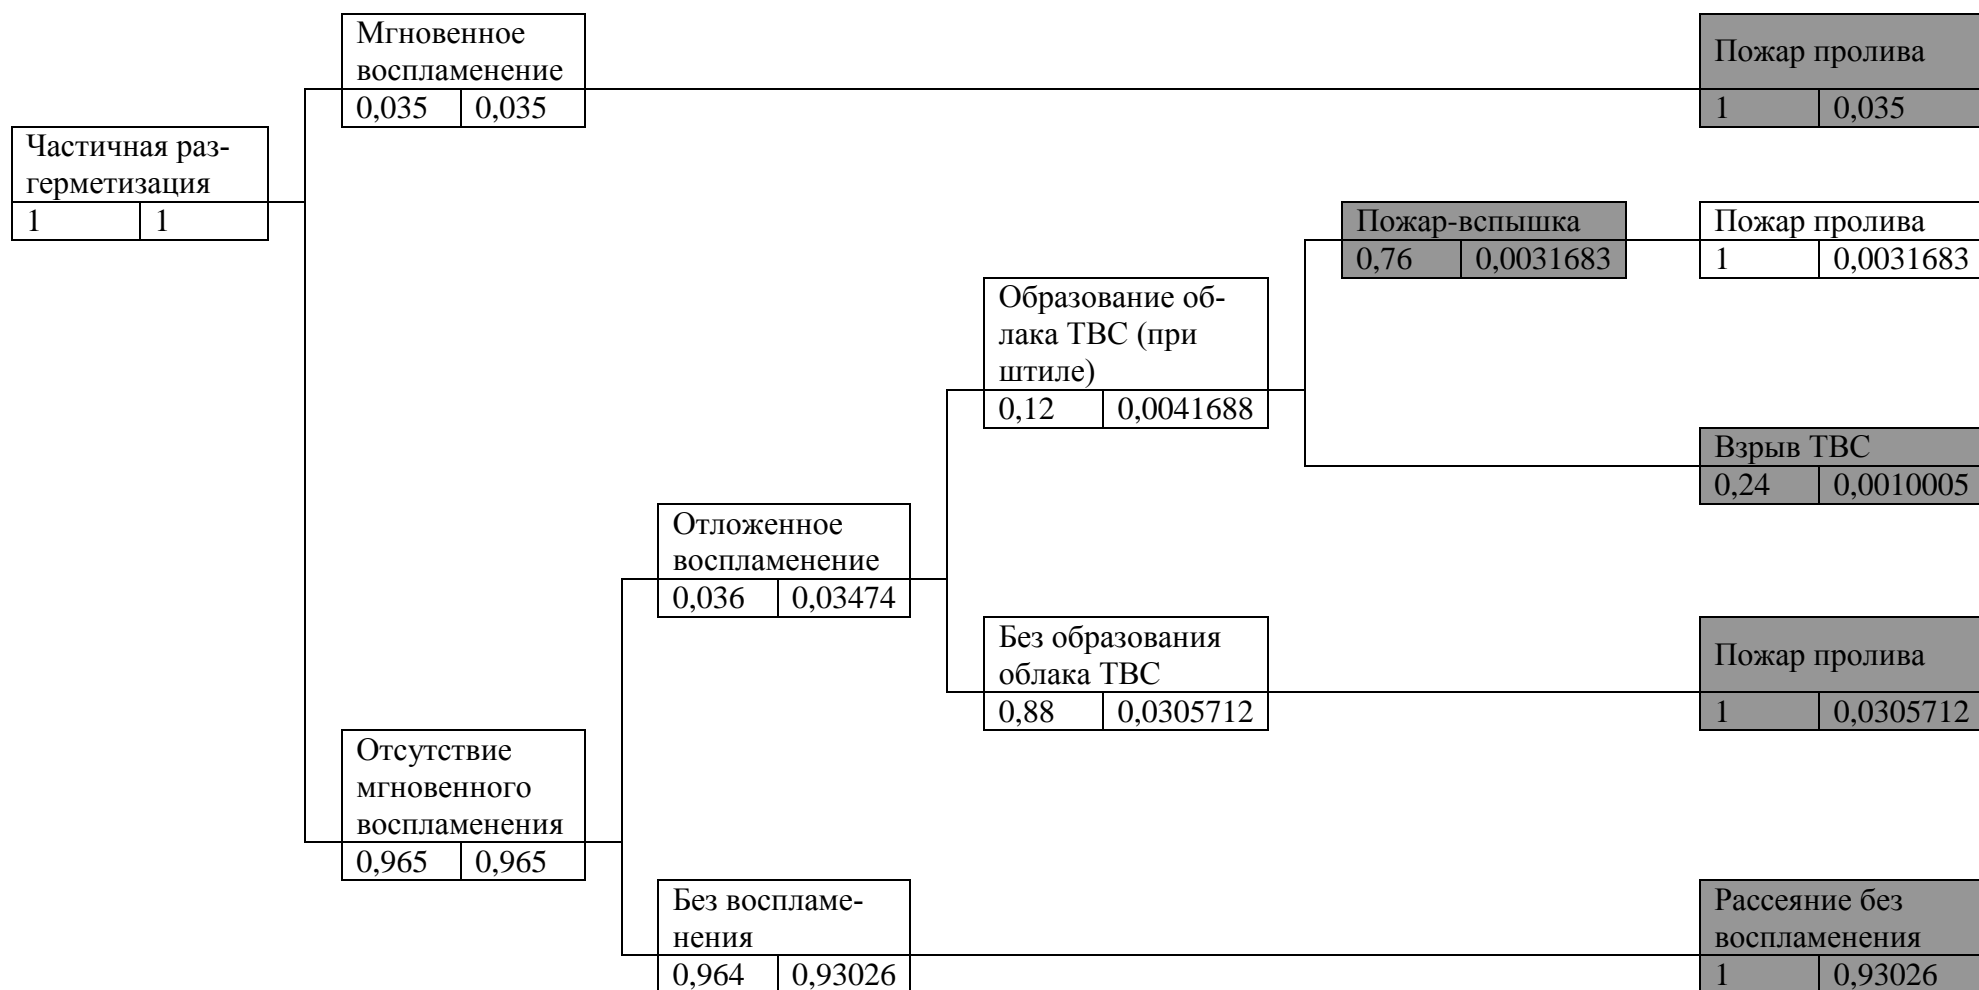 Мгновенное
воспламенение
0,035 0,035
Пожар пролива
1 0,035
Частичная раз-
герметизация
1 1
Пожар-вспышка
0,76 0,0031683
Пожар пролива
1 0,0031683
Образование об-
лака ТВС (при
штиле)
0,12 0,0041688
Взрыв ТВС
0,24 0,0010005
Отложенное
воспламенение
0,036 0,03474
Без образования
облака ТВС
0,88 0,0305712
Пожар пролива
1 0,0305712
Отсутствие
мгновенного
воспламенения
0,965 0,965
Без воспламе-
нения
0,964 0,93026
Рассеяние без
воспламенения
1 0,93026